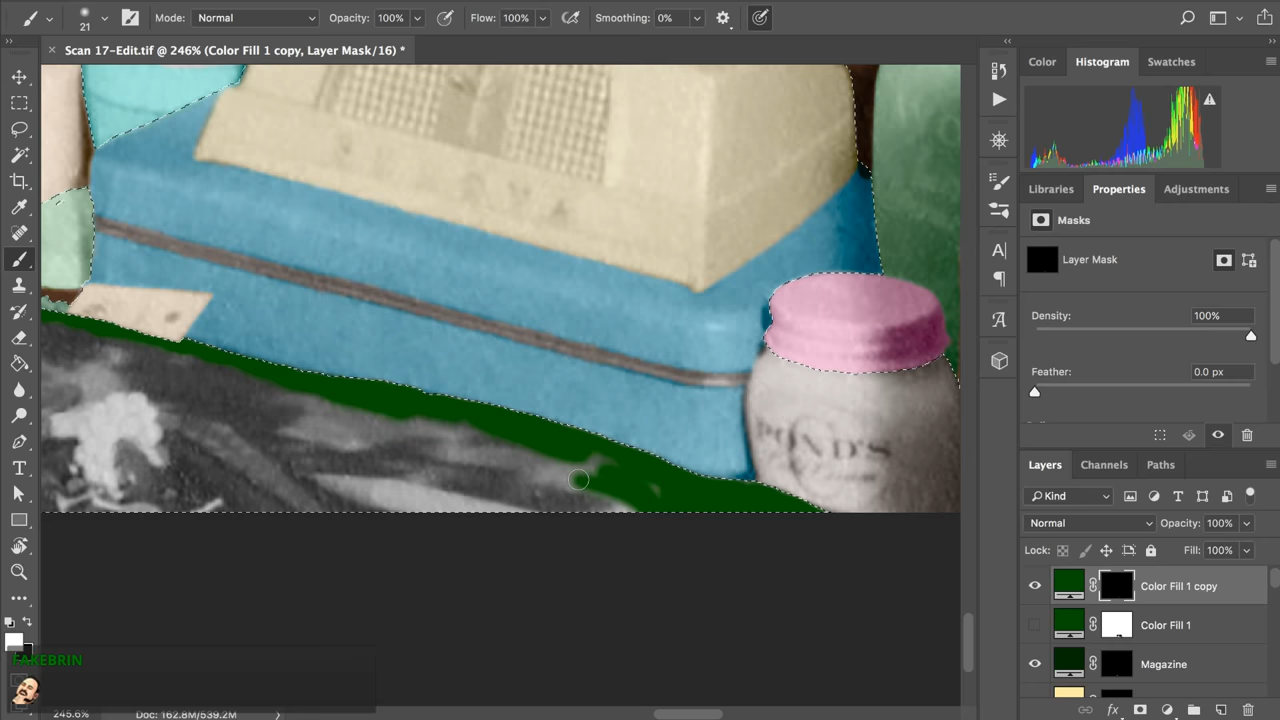 21
Mode: Normal
Opacity: 100%
Flow: 100%
Smoothing: 0%
× Scan 17-Edit.tif @ 246% (Color Fill 1 copy, Layer Mask/16) *
Color
Histogram
Swatches
Libraries
Properties
Adjustments
Masks
Layer Mask
Density: 100%
Feather: 0.0 px
POND'S
Layers
Channels
Paths
Kind
Normal
Opacity: 100%
Lock:
Fill: 100%
Color Fill 1 copy
Color Fill 1
Magazine
FAKEBRIN
245.6%
Doc: 162.8M/539.2M